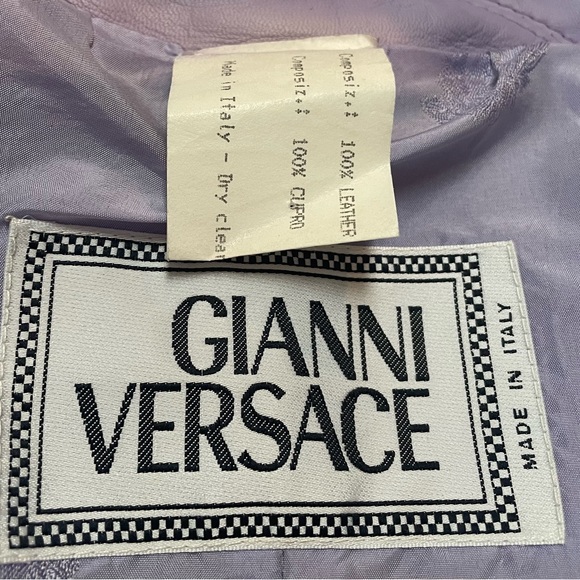 Composiz.: 100% LEATHER
Composiz.: 100% CUPRO
Made in Italy - Dry clean
GIANNI
VERSACE
MADE IN ITALY